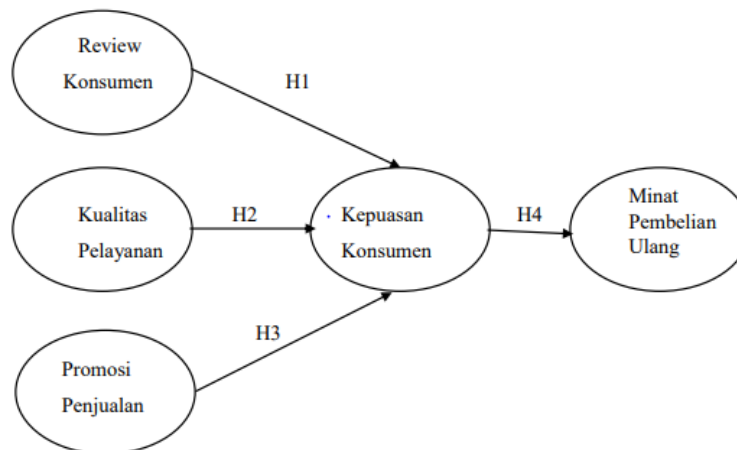 Review
Konsumen
H1
Kualitas
Pelayanan
H2
Kepuasan
Konsumen
H4
Minat
Pembelian
Ulang
H3
Promosi
Penjualan